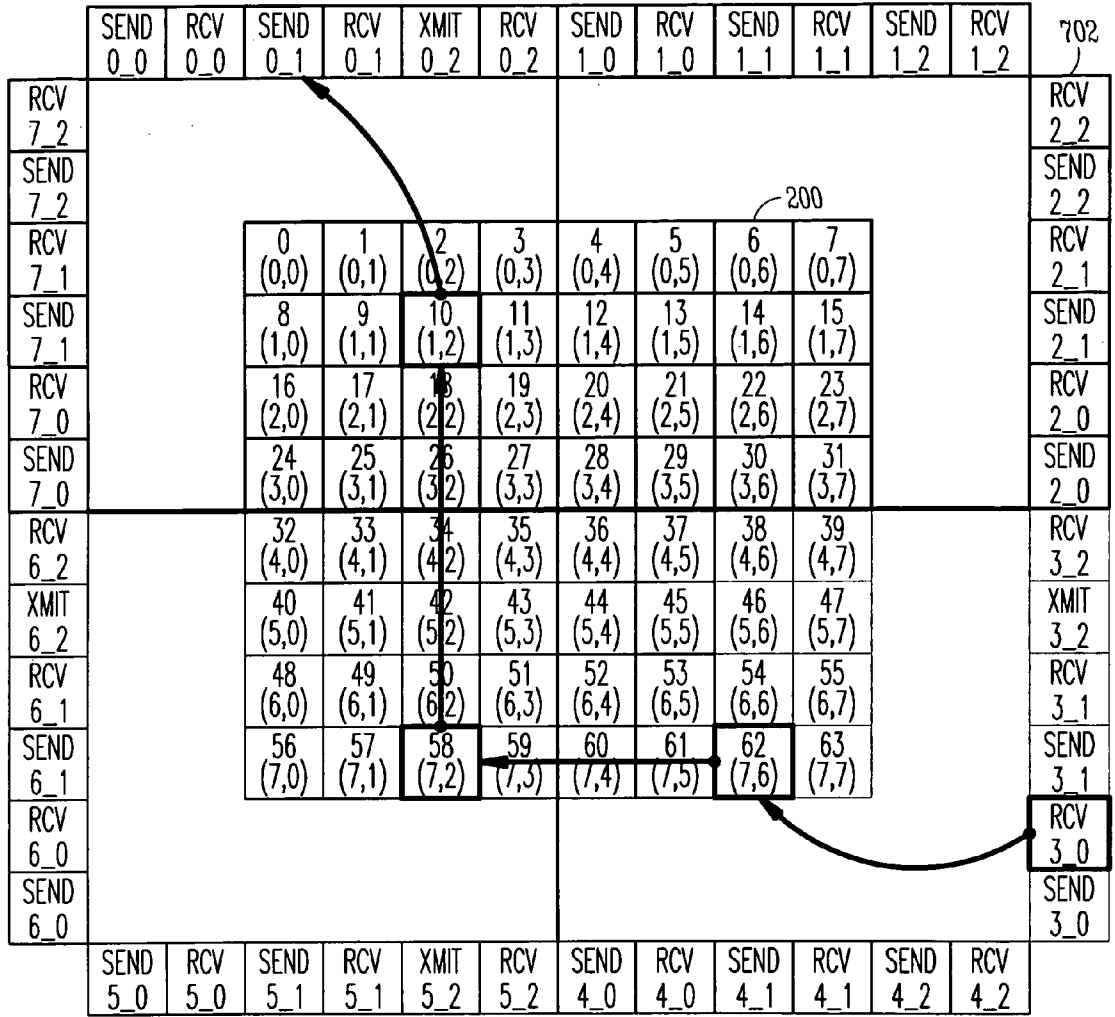 SEND RCV SEND RCV XMIT RCV SEND RCV SEND RCV SEND RCV
0_0 0_0 0_1 0_1 0_2 0_2 1_0 1_0 1_1 1_1 1_2 1_2
702
RCV RCV
7_2 2_2
SEND SEND
7_2 2_2
200
RCV 0 1 2 3 4 5 6 7 RCV
7_1 (0,0) (0,1) (0,2) (0,3) (0,4) (0,5) (0,6) (0,7) 2_1
SEND 8 9 10 11 12 13 14 15 SEND
7_1 (1,0) (1,1) (1,2) (1,3) (1,4) (1,5) (1,6) (1,7) 2_1
RCV 16 17 18 19 20 21 22 23 RCV
7_0 (2,0) (2,1) (2,2) (2,3) (2,4) (2,5) (2,6) (2,7) 2_0
SEND 24 25 26 27 28 29 30 31 SEND
7_0 (3,0) (3,1) (3,2) (3,3) (3,4) (3,5) (3,6) (3,7) 2_0
RCV 32 33 34 35 36 37 38 39 RCV
6_2 (4,0) (4,1) (4,2) (4,3) (4,4) (4,5) (4,6) (4,7) 3_2
XMIT 40 41 42 43 44 45 46 47 XMIT
6_2 (5,0) (5,1) (5,2) (5,3) (5,4) (5,5) (5,6) (5,7) 3_2
RCV 48 49 50 51 52 53 54 55 RCV
6_1 (6,0) (6,1) (6,2) (6,3) (6,4) (6,5) (6,6) (6,7) 3_1
SEND 56 57 58 59 60 61 62 63 SEND
6_1 (7,0) (7,1) (7,2) (7,3) (7,4) (7,5) (7,6) (7,7) 3_1
RCV RCV
6_0 3_0
SEND SEND
6_0 3_0
SEND RCV SEND RCV XMIT RCV SEND RCV SEND RCV SEND RCV
5_0 5_0 5_1 5_1 5_2 5_2 4_0 4_0 4_1 4_1 4_2 4_2